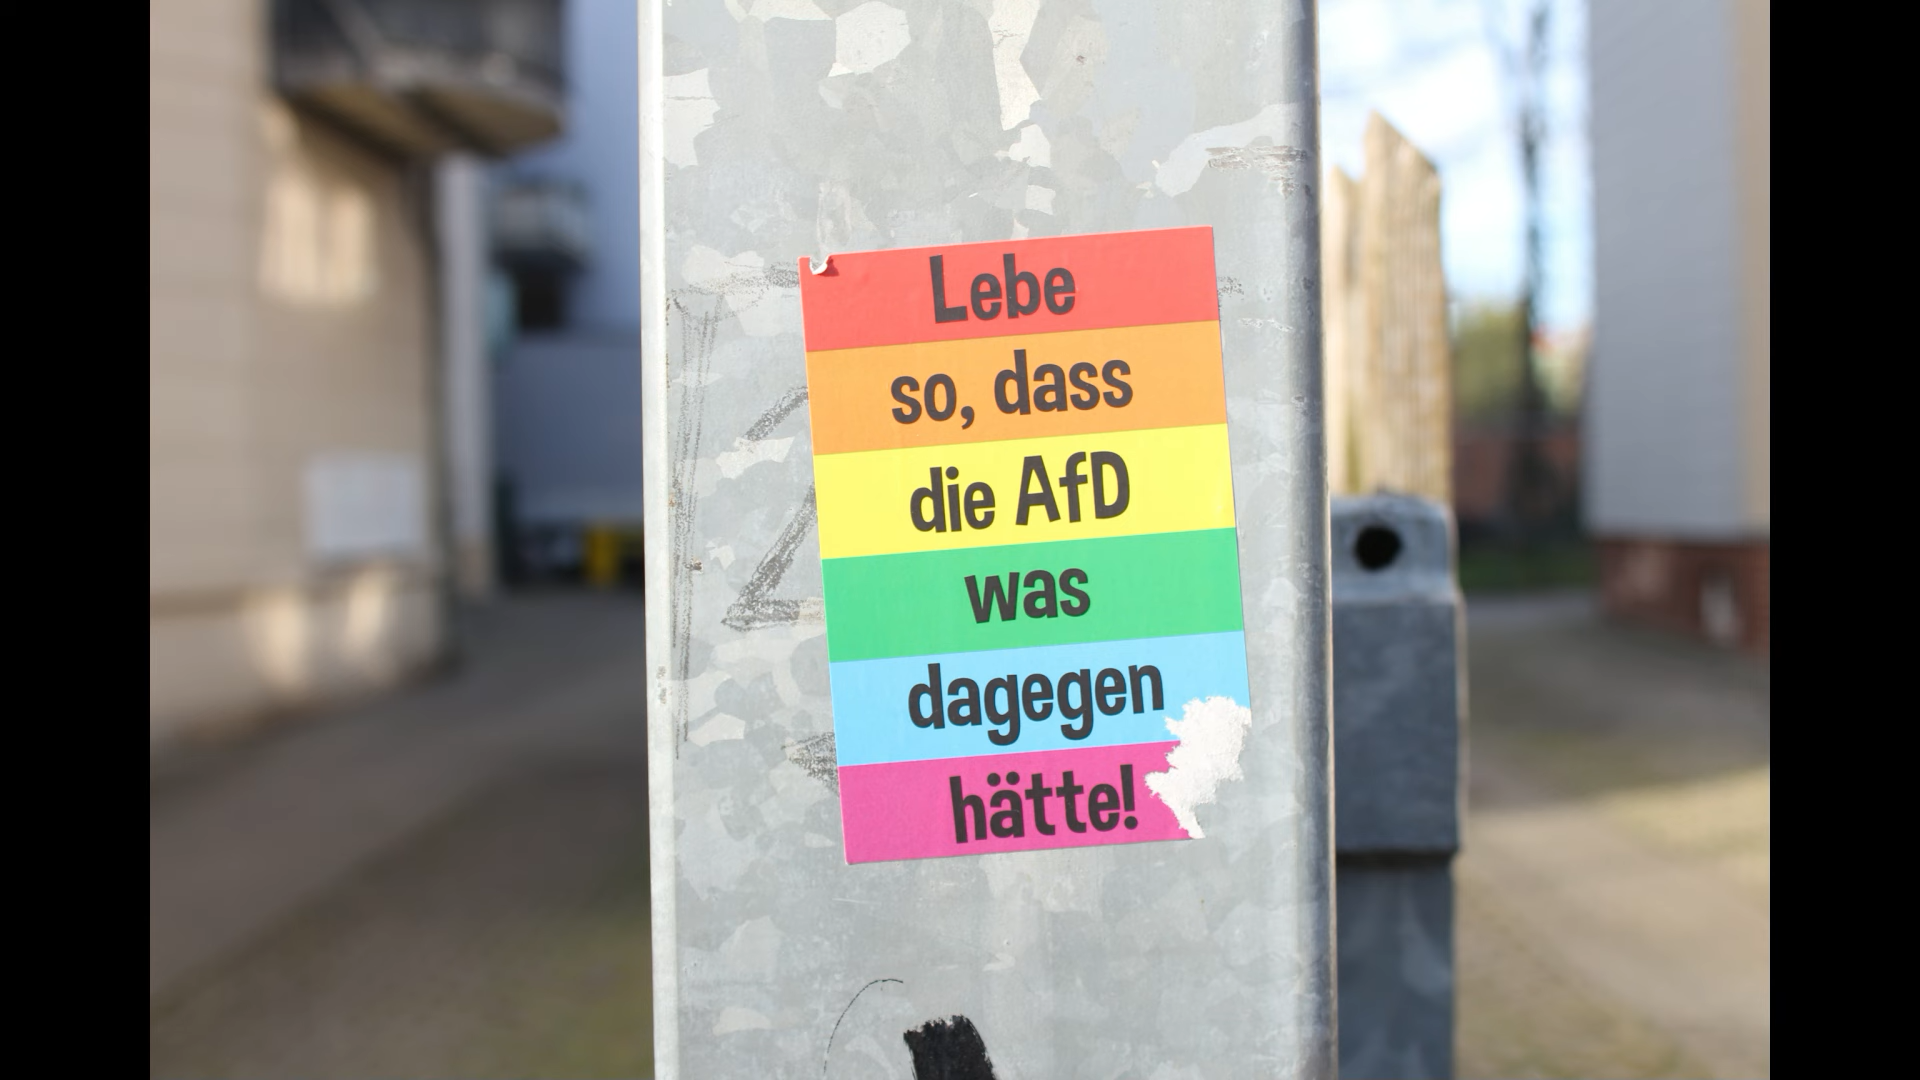 Lebe
so, dass
die AfD
was
dagegen
hätte!